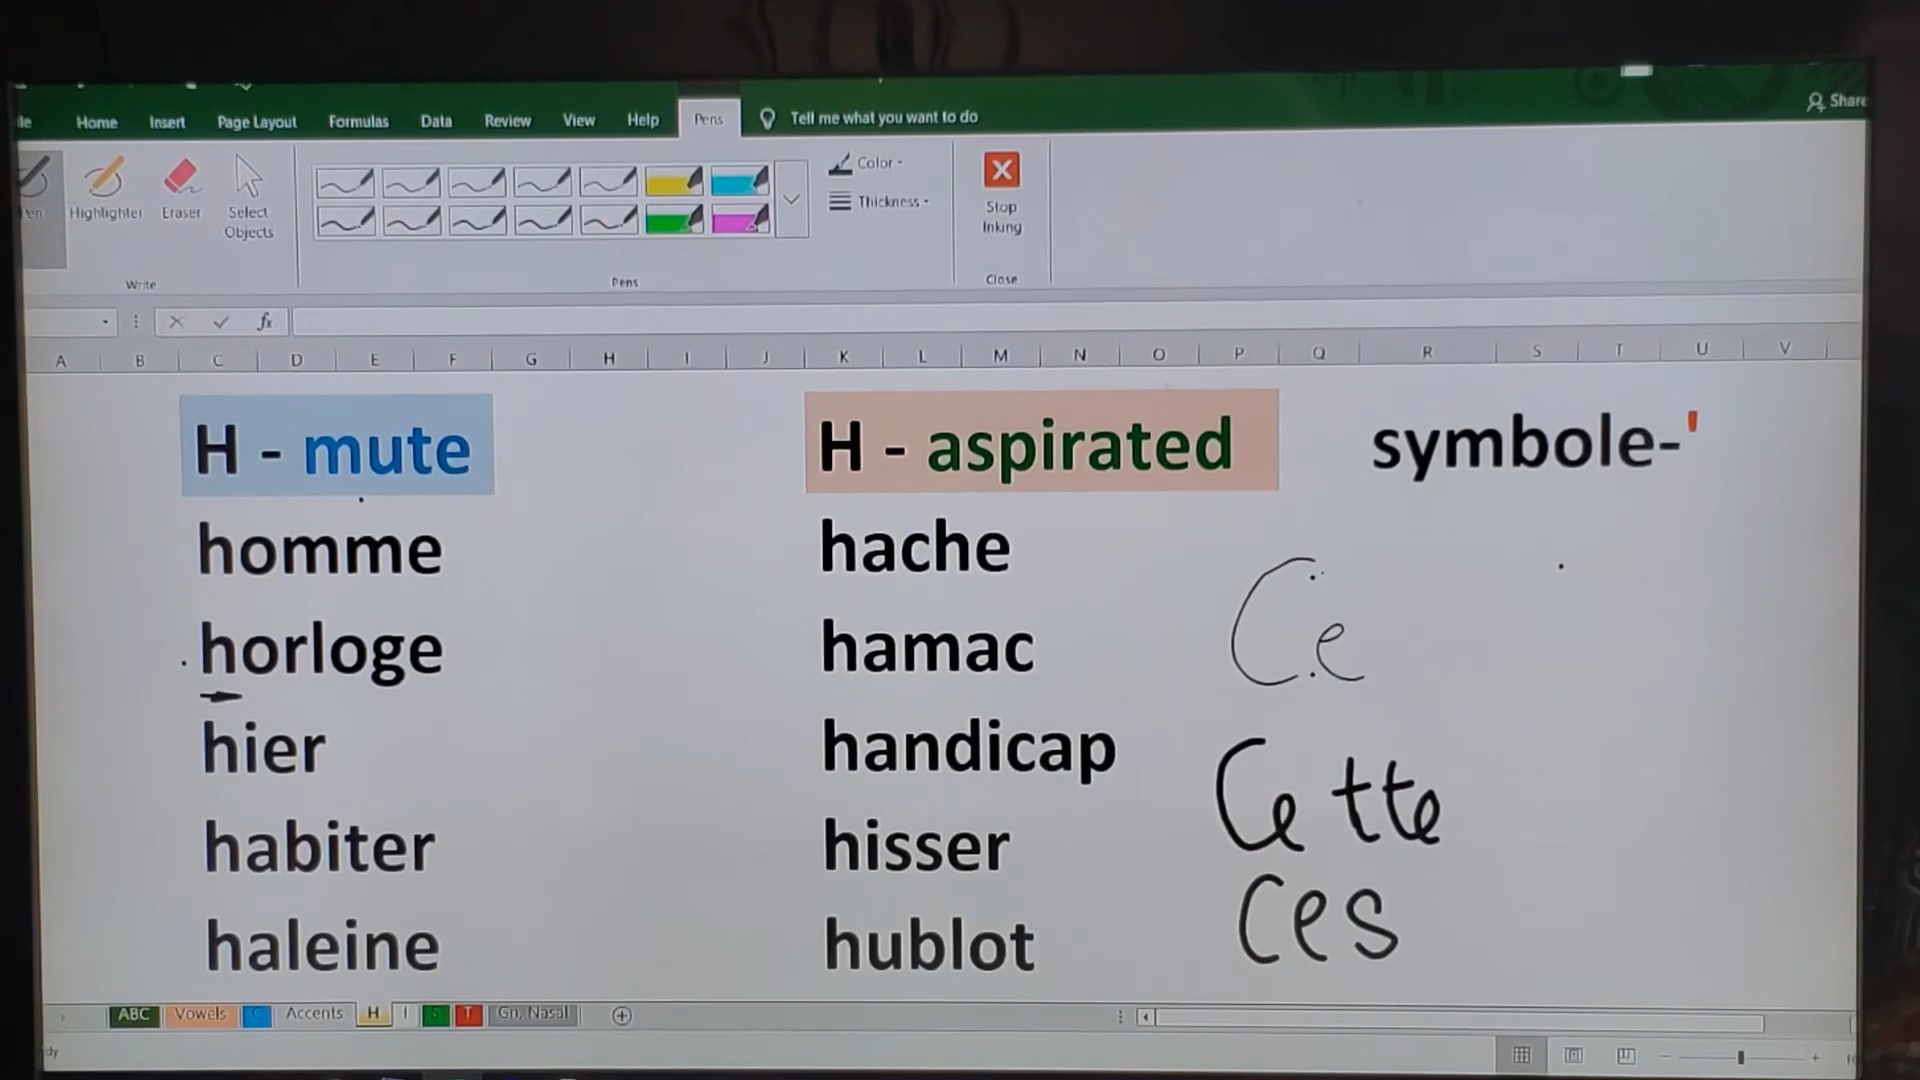 Home Insert Page Layout Formulas Data Review View Help Pens Tell me what you want to do Share
Highlighter Eraser Select Objects
Color
Thickness
Stop Inking
Write Pens Close
fx
A B C D E F G H I J K L M N O P Q R S T U V
H - mute H - aspirated symbole-'
homme hache
Ce
horloge hamac
hier handicap
Cette
habiter hisser
ces
haleine hublot
ABC Vowels C Accents H I S T Gn, Nasal